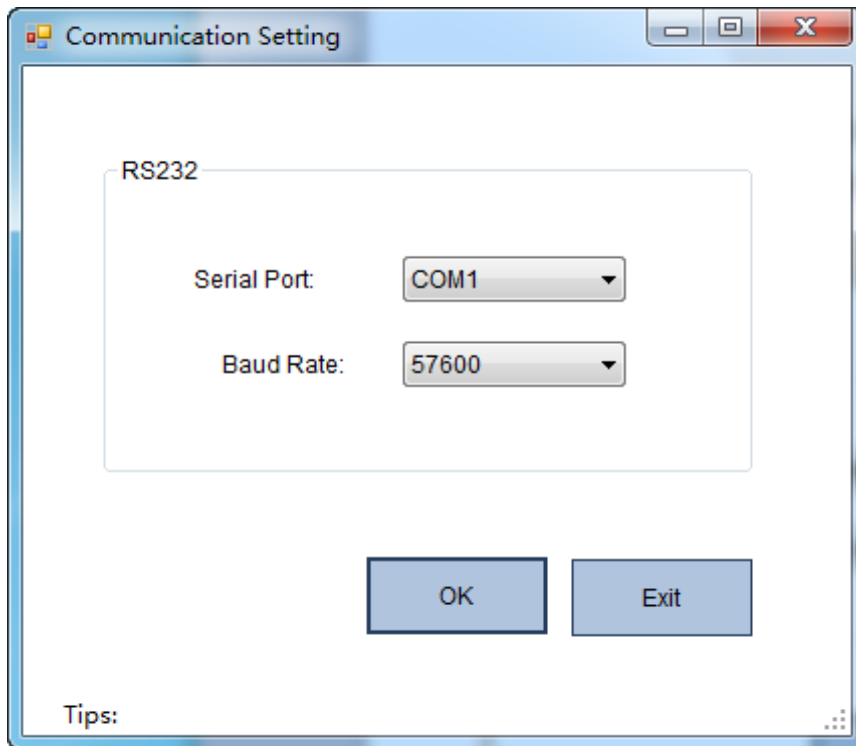 Communication Setting
RS232
Serial Port: COM1
Baud Rate: 57600
OK Exit
Tips: